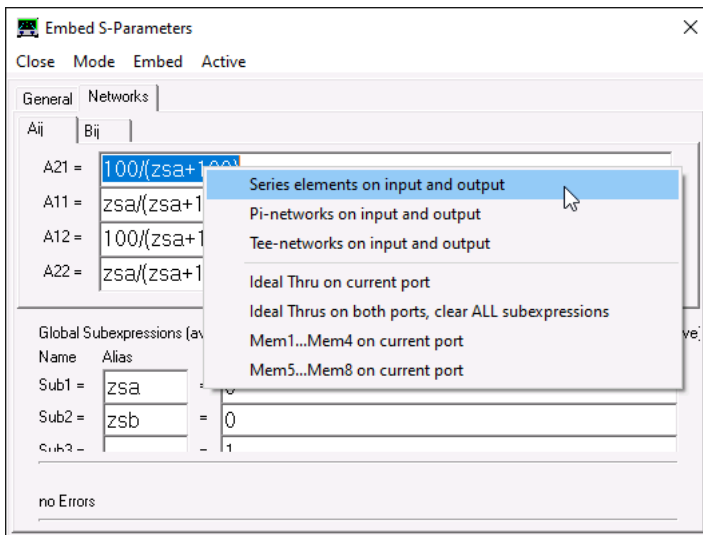 Embed S-Parameters
Close Mode Embed Active
General Networks
Aij Bij
A21 = 100/(zsa+100)
A11 = zsa/(zsa+1
A12 = 100/(zsa+1
A22 = zsa/(zsa+1
Series elements on input and output
Pi-networks on input and output
Tee-networks on input and output
Ideal Thru on current port
Ideal Thrus on both ports, clear ALL subexpressions
Mem1...Mem4 on current port
Mem5...Mem8 on current port
Global Subexpressions (av
Name Alias
Sub1 = zsa =
Sub2 = zsb = 0
Sub3 = = 1
no Errors